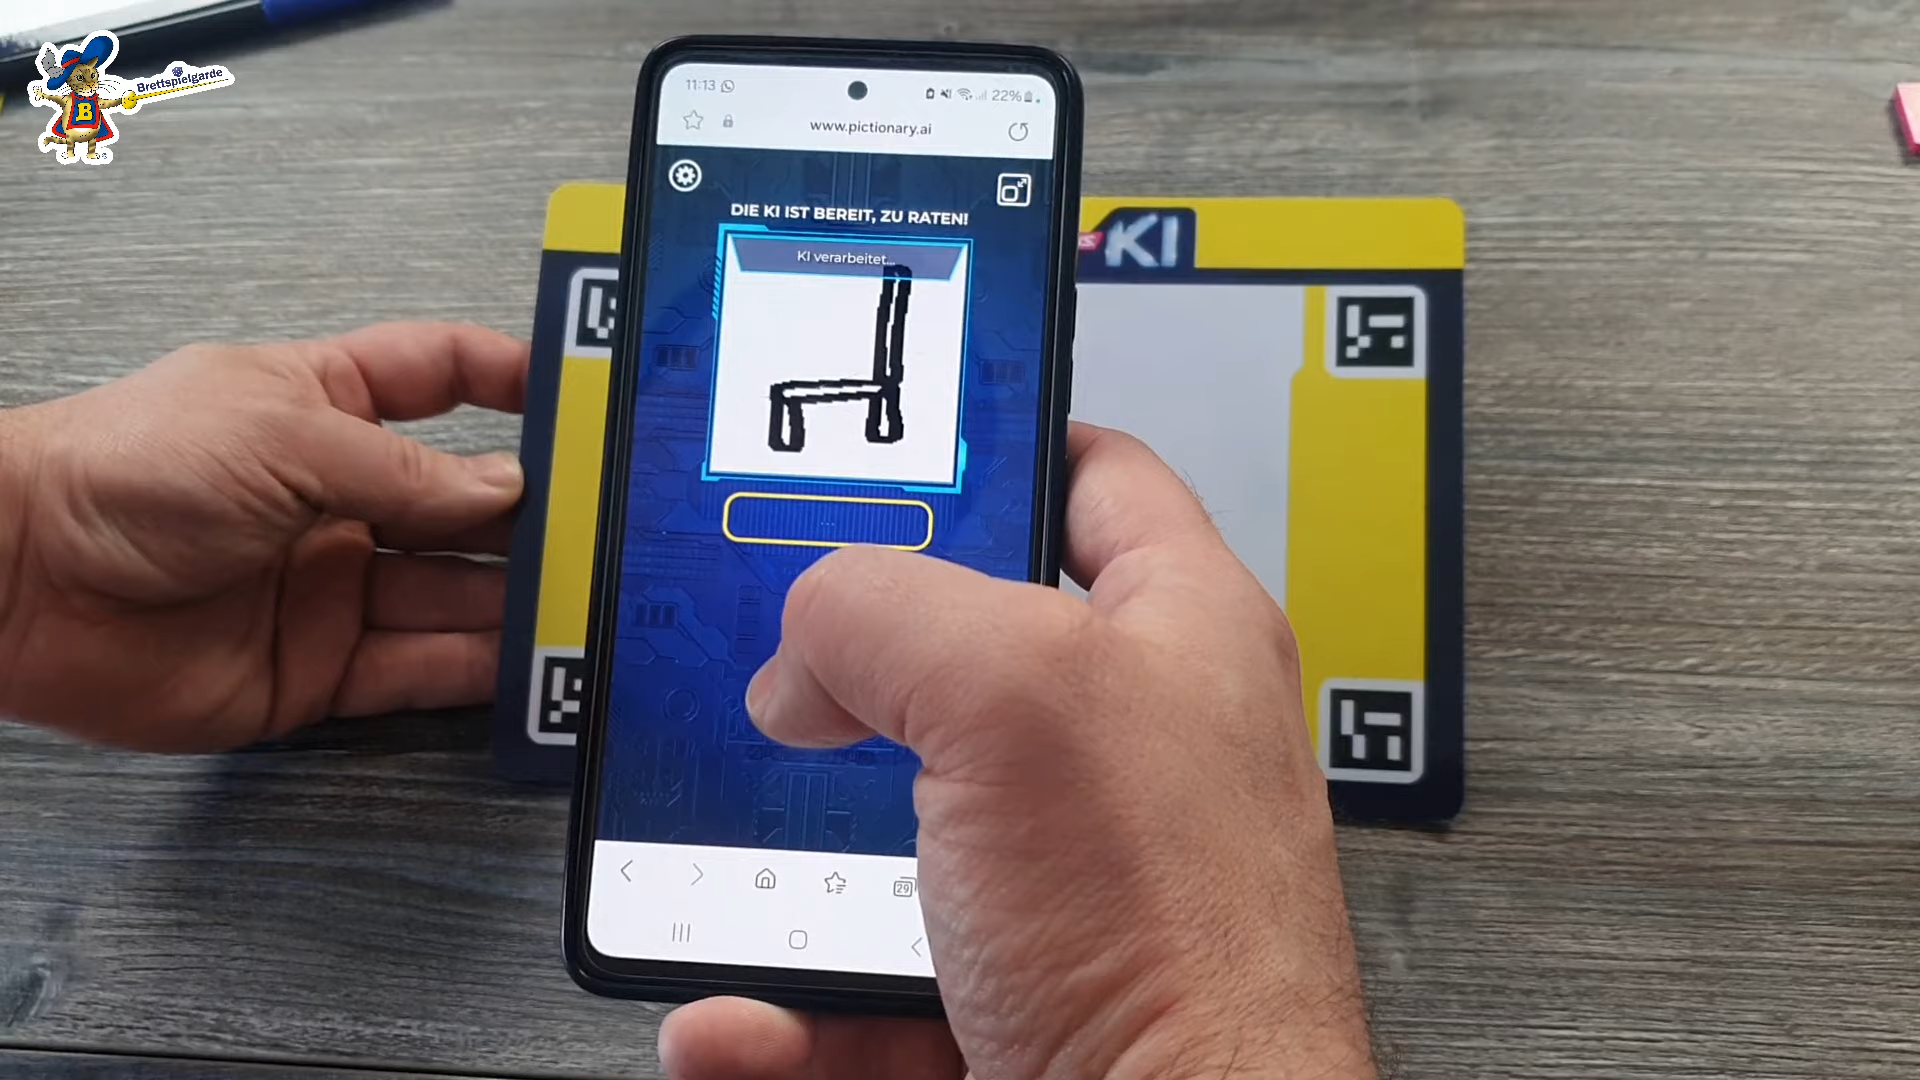 Brettspielgarde
B
11:13
22%
www.pictionary.ai
DIE KI IST BEREIT, ZU RATEN!
KI verarbeitet...
...
KI
29